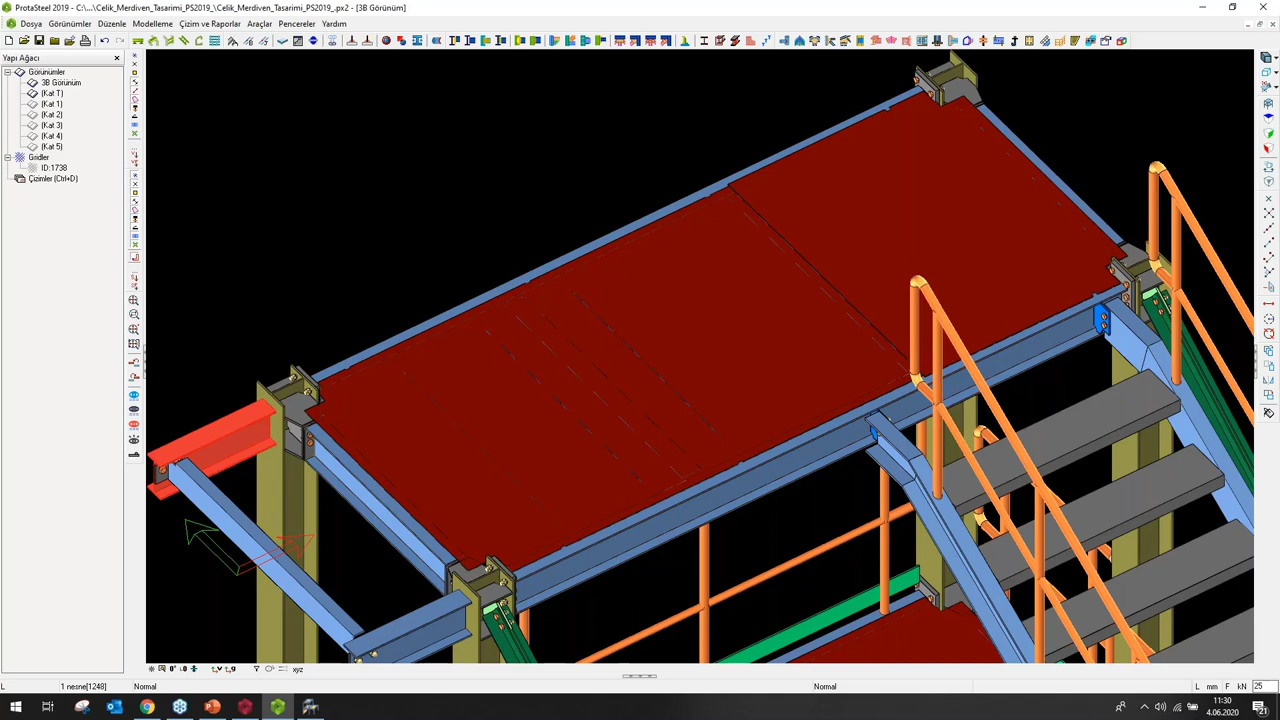 ProtaSteel 2019 - C:\...\Celik_Merdiven_Tasarimi_PS2019_\Celik_Merdiven_Tasarimi_PS2019_.px2] - [3B Görünüm]
Dosya Görünümler Düzenle Modelleme Çizim ve Raporlar Araçlar Pencereler Yardım
Yapı Ağacı
Görünümler
3B Görünüm
(Kat T)
(Kat 1)
(Kat 2)
(Kat 3)
(Kat 4)
(Kat 5)
Gridler
ID:1738
Çizimler (Ctrl+D)
xyz
L 1 nesne[1248] Normal Normal L mm F kN 25
11:30
4.06.2020
21